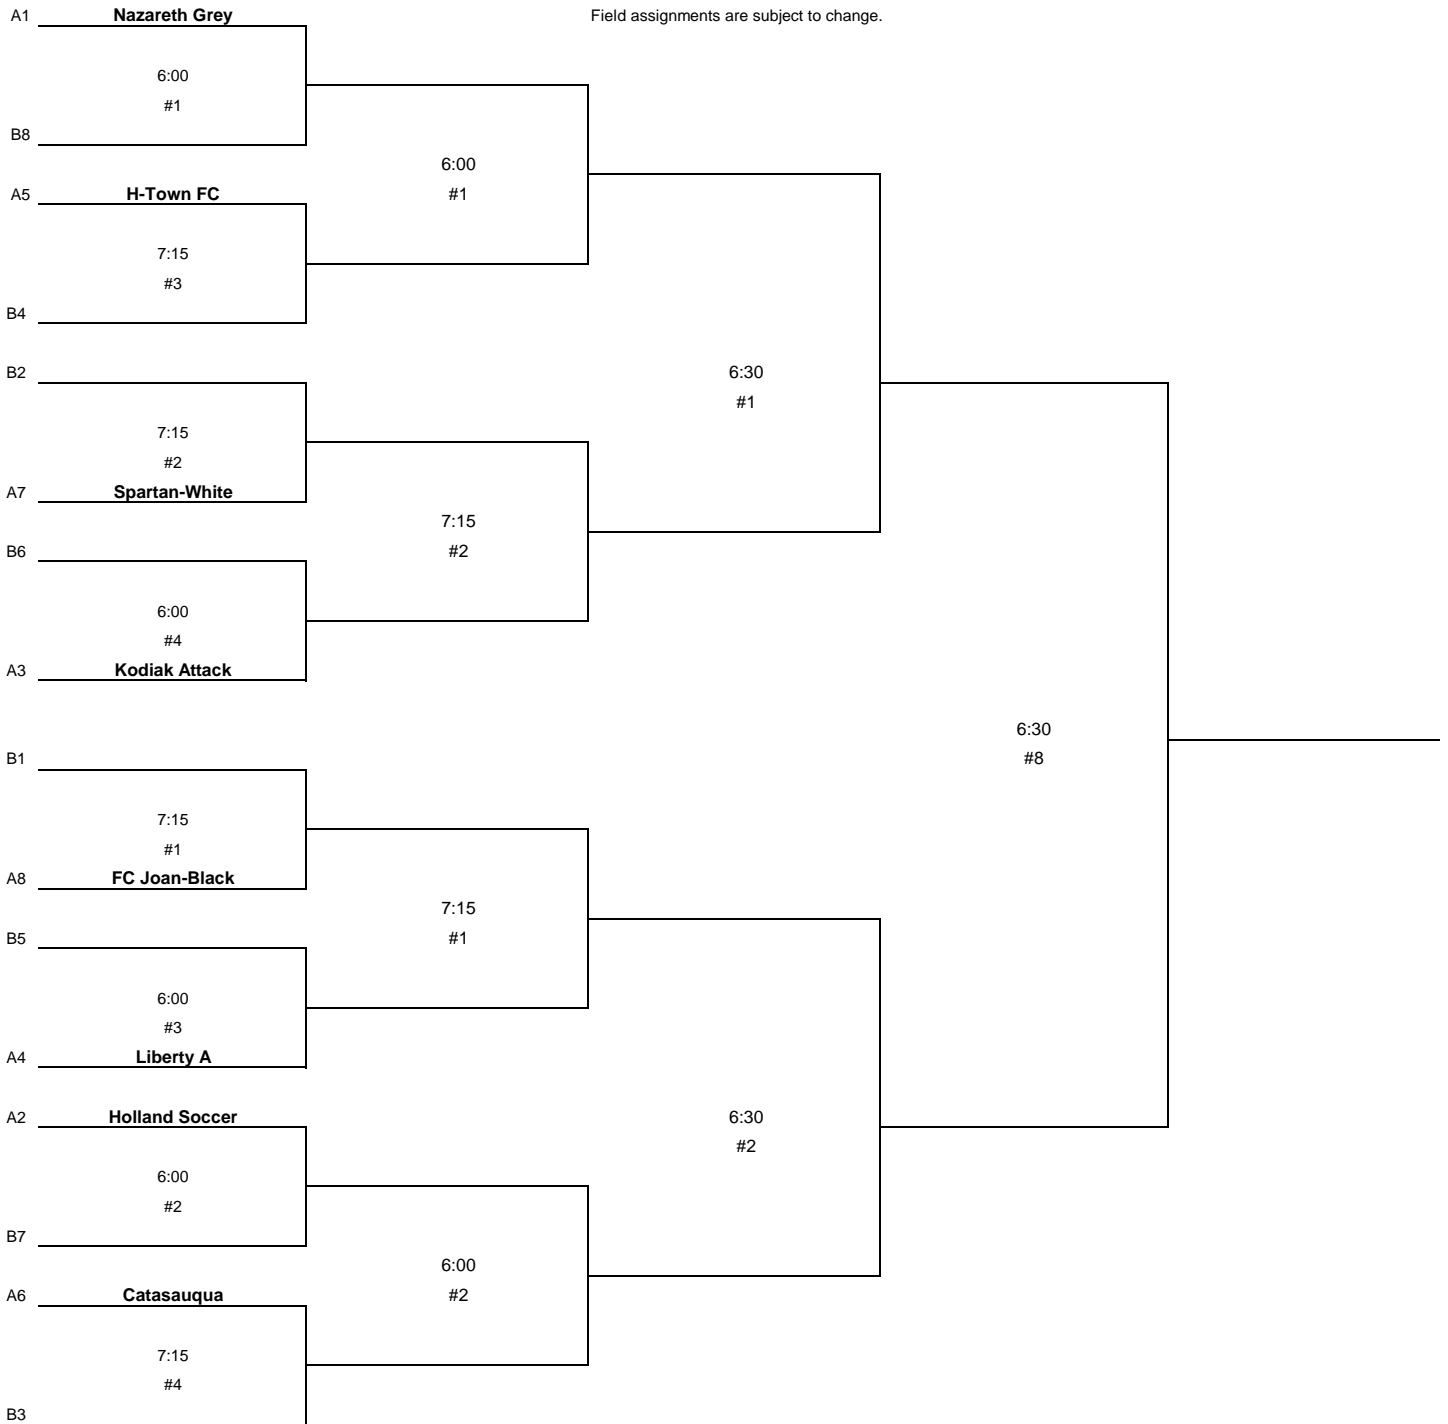 A1 Nazareth Grey
Field assignments are subject to change.
6:00
#1
B8
6:00
#1
A5 H-Town FC
7:15
#3
B4
B2
6:30
#1
7:15
#2
A7 Spartan-White
7:15
#2
B6
6:00
#4
A3 Kodiak Attack
6:30
#8
B1
7:15
#1
A8 FC Joan-Black
7:15
#1
B5
6:00
#3
A4 Liberty A
A2 Holland Soccer
6:30
#2
6:00
#2
B7
6:00
#2
A6 Catasauqua
7:15
#4
B3